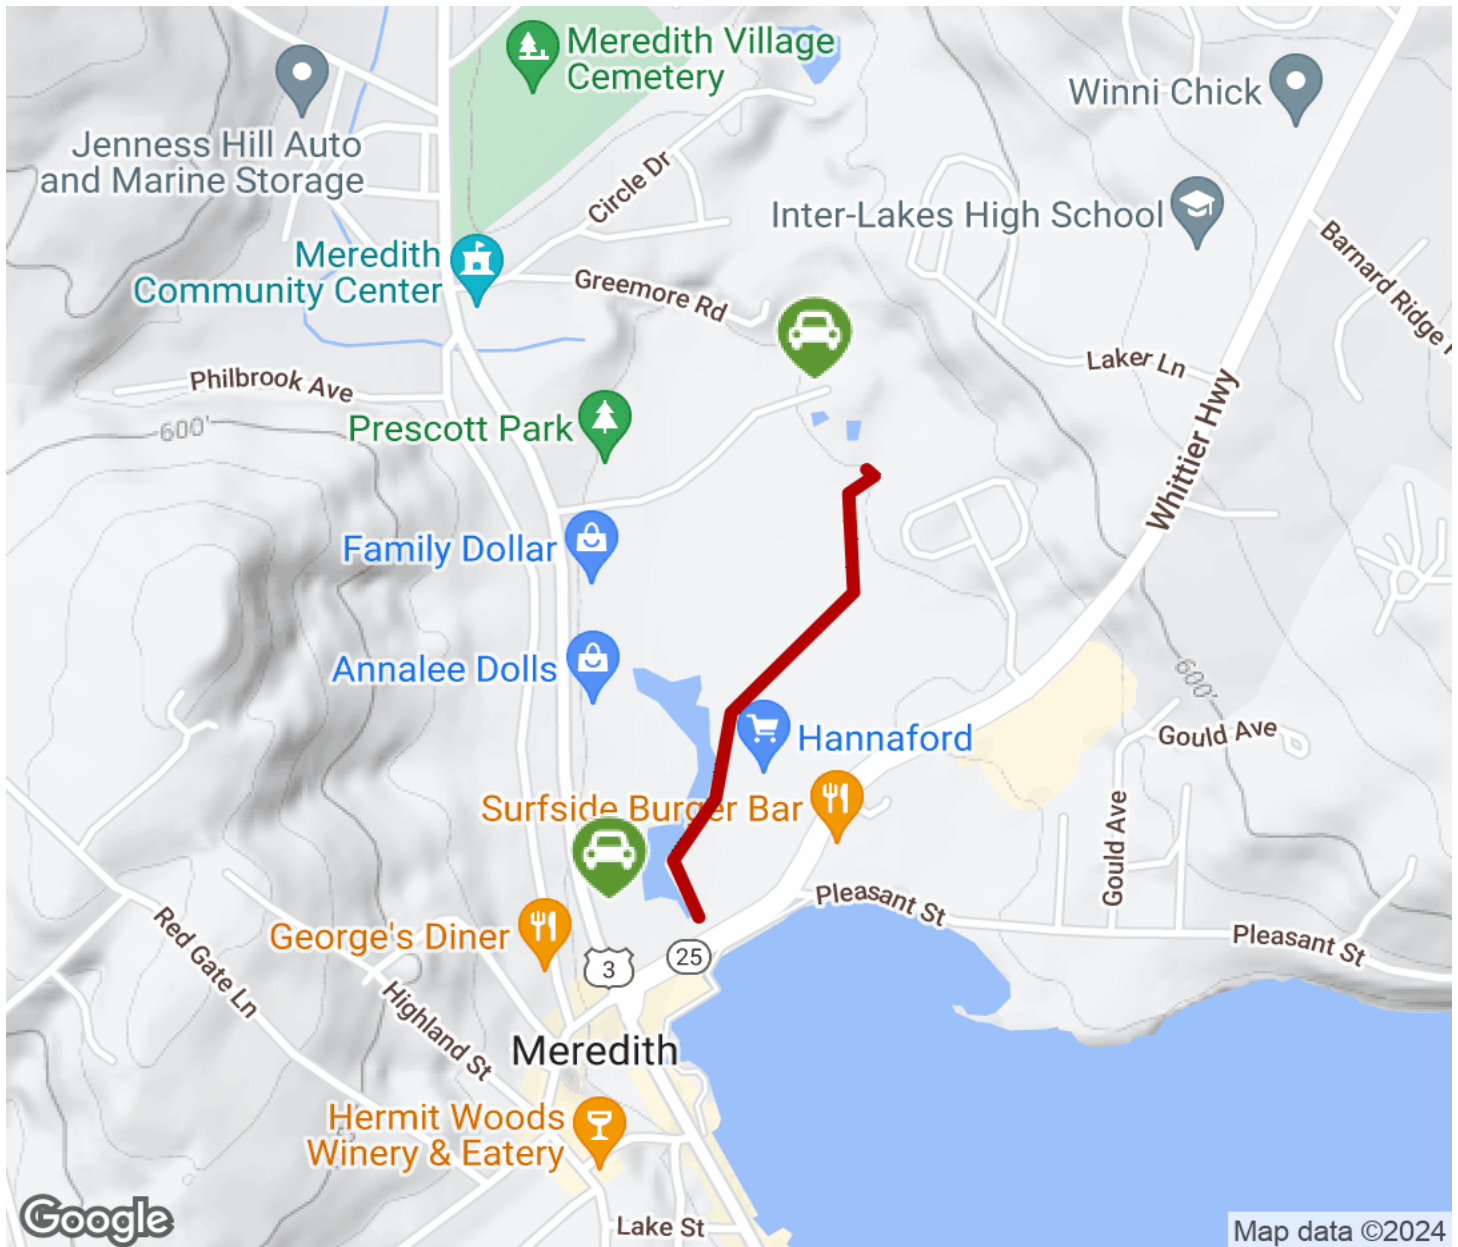 Meredith Village
Cemetery
Winni Chick
Jenness Hill Auto
and Marine Storage
Circle Dr
Inter-Lakes High School
Barnard Ridge
Meredith
Community Center
Greemore Rd
Laker Ln
Philbrook Ave
Whittier Hwy
Prescott Park
600'
Family Dollar
Annalee Dolls
600'
Gould Ave
Hannaford
Surfside Burger Bar
Gould Ave
Pleasant St
George's Diner
Pleasant St
Red Gate Ln
3
25
Highland St
Meredith
Hermit Woods
Winery & Eatery
Lake St
Google
Map data ©2024